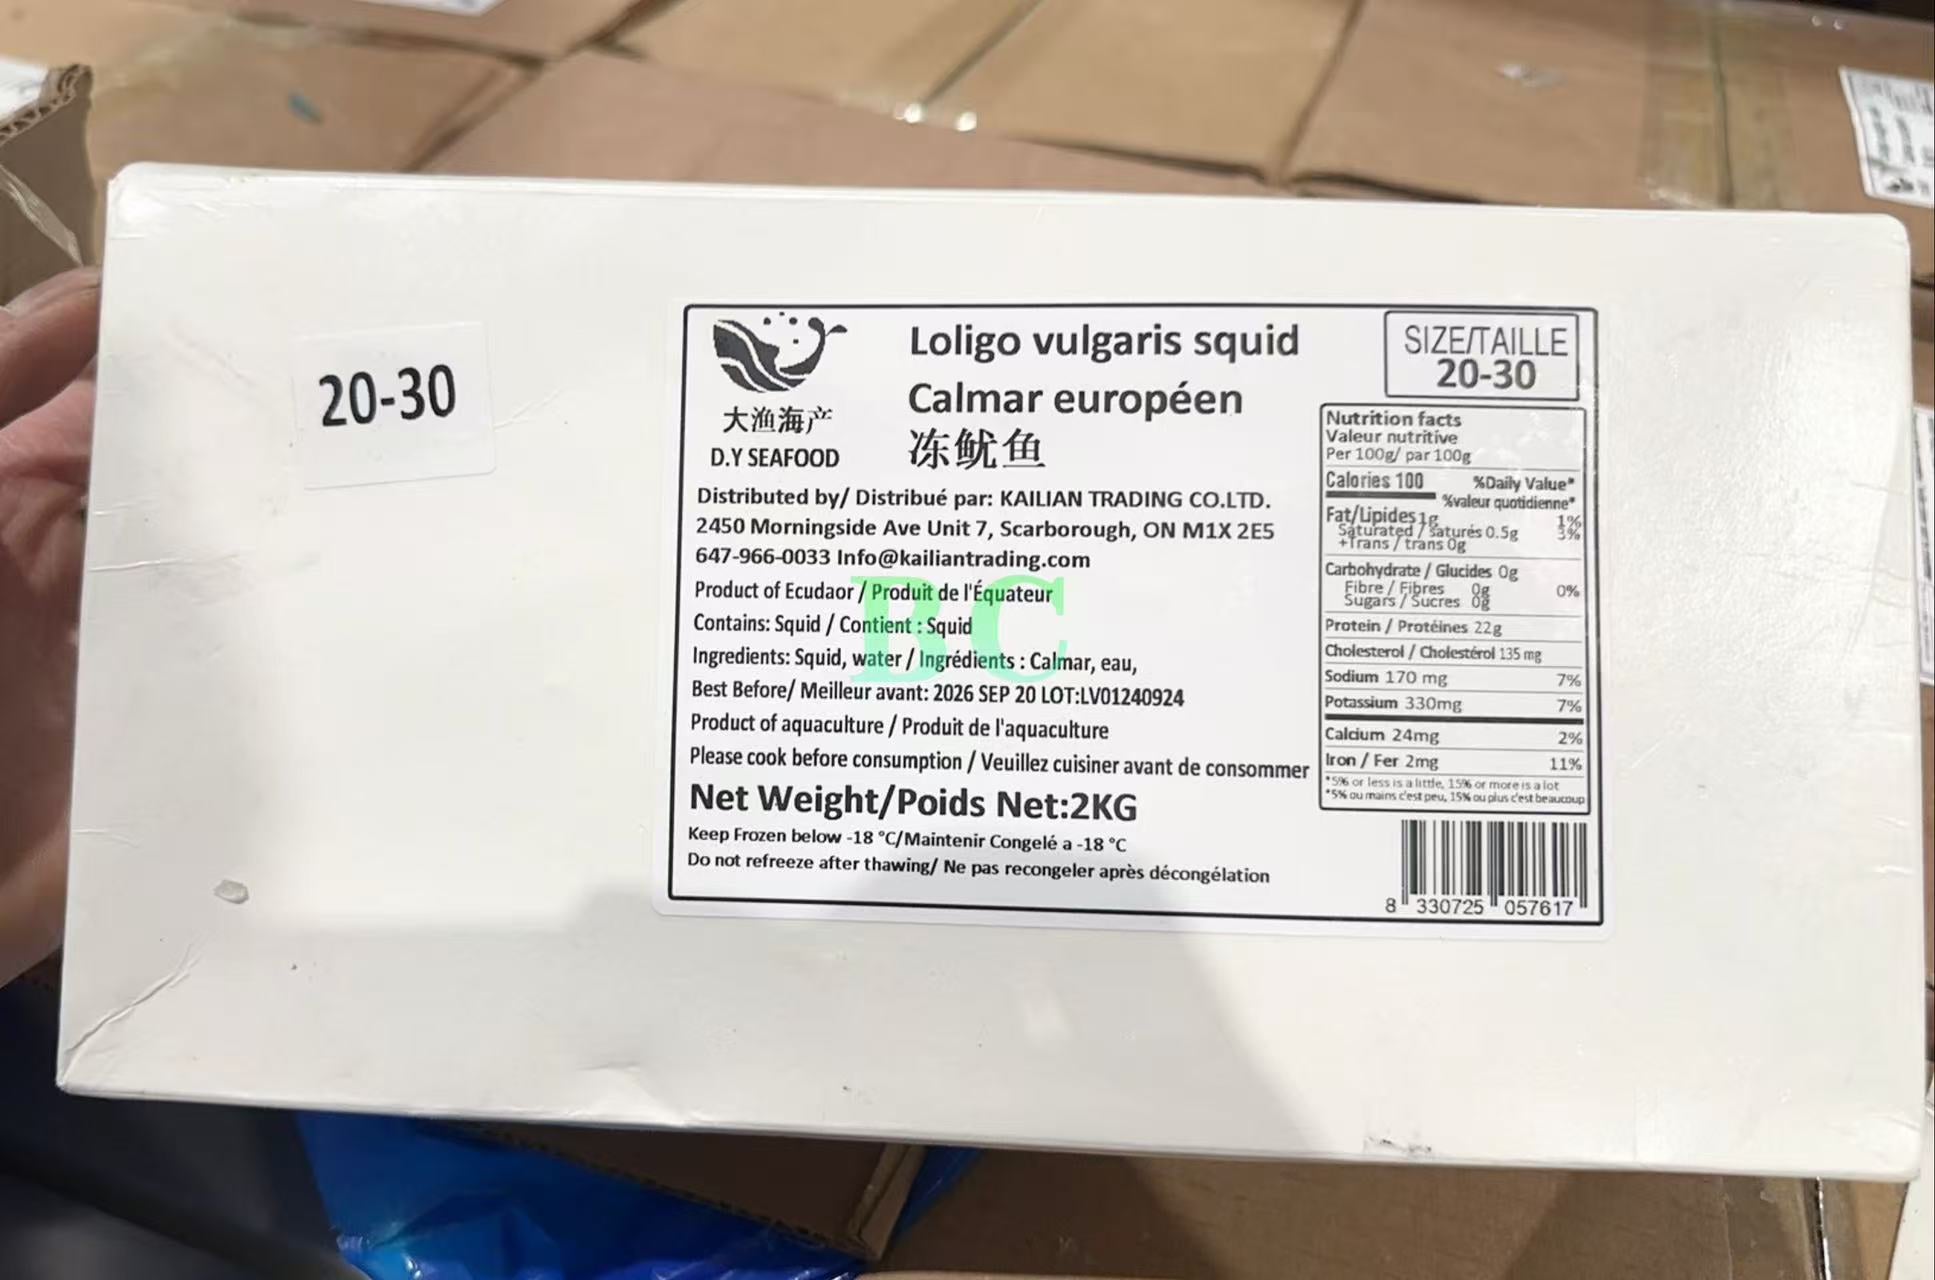 20-30
大渔海产
D.Y SEAFOOD
Loligo vulgaris squid
Calmar européen
冻鱿鱼
SIZE/TAILLE
20-30
Distributed by/ Distribué par: KAILIAN TRADING CO.LTD.
2450 Morningside Ave Unit 7, Scarborough, ON M1X 2E5
647-966-0033 Info@kailiantrading.com
Product of Ecudaor / Produit de l'Équateur
Contains: Squid / Contient : Squid
Ingredients: Squid, water / Ingrédients : Calmar, eau,
Best Before/ Meilleur avant: 2026 SEP 20 LOT:LV01240924
Product of aquaculture / Produit de l'aquaculture
Please cook before consumption / Veuillez cuisiner avant de consommer
Net Weight/Poids Net:2KG
Keep Frozen below -18 °C/Maintenir Congelé a -18 °C
Do not refreeze after thawing/ Ne pas recongeler après décongélation
BC
Nutrition facts
Valeur nutritive
Per 100g/ par 100g
Calories 100 %Daily Value*
%valeur quotidienne*
Fat/Lipides 1g 1%
Saturated / saturés 0.5g 3%
+Trans / trans 0g
Carbohydrate / Glucides 0g
Fibre / Fibres 0g 0%
Sugars / Sucres 0g
Protein / Protéines 22g
Cholesterol / Cholestérol 135 mg
Sodium 170 mg 7%
Potassium 330mg 7%
Calcium 24mg 2%
Iron / Fer 2mg 11%
*5% or less is a little, 15% or more is a lot
*5% ou mains c'est peu, 15% ou plus c'est beaucoup
8 330725 057617